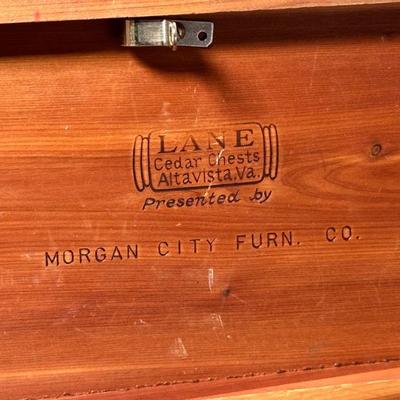 LANE
Cedar Chests
Altavista, Va.
Presented by
MORGAN CITY FURN. CO.